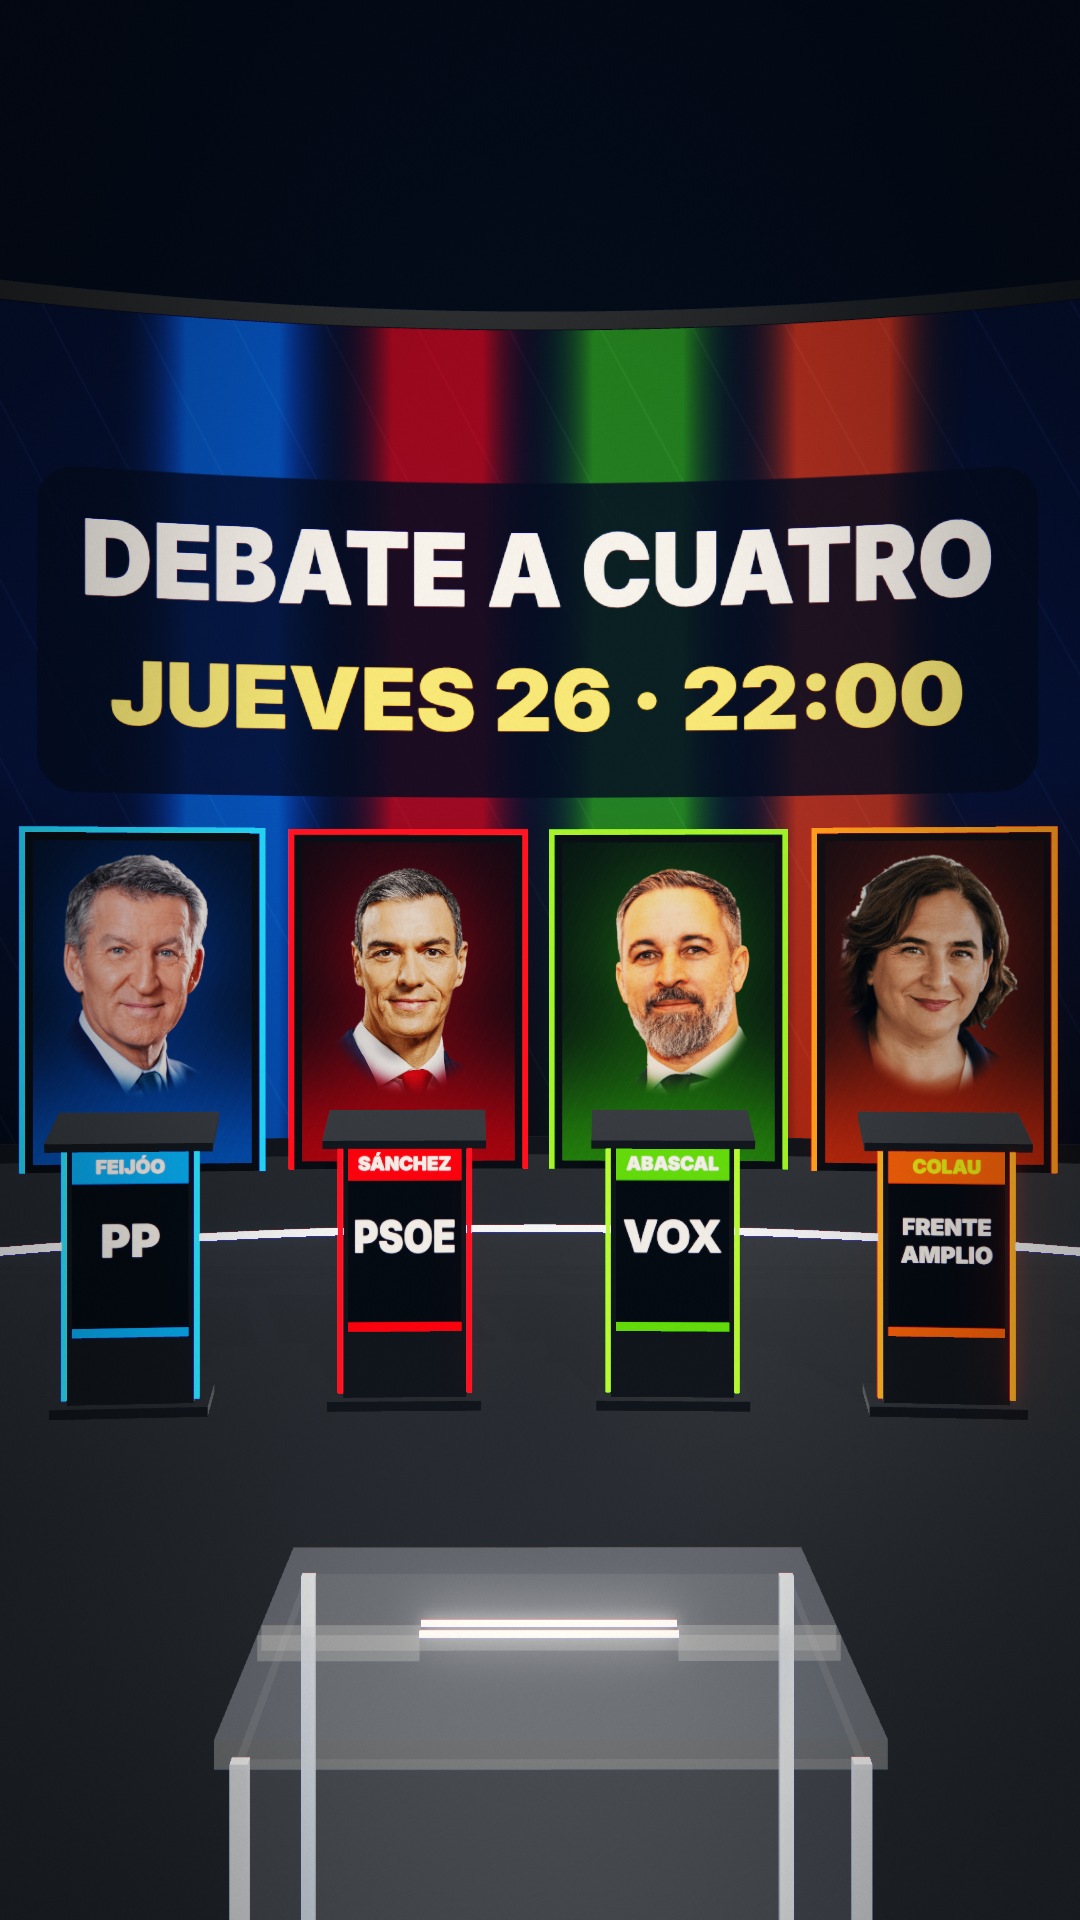 DEBATE A CUATRO
JUEVES 26 · 22:00
FEIJÓO
SÁNCHEZ
ABASCAL
COLAU
PP
PSOE
VOX
FRENTE
AMPLIO